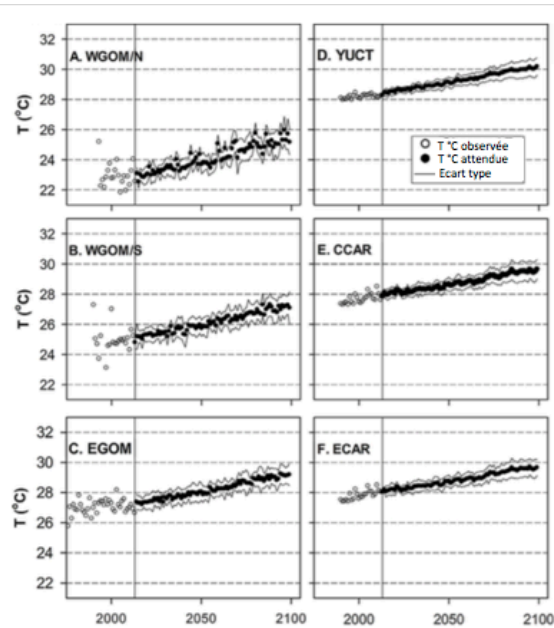 A. WGOM/N
T (°C)
32
30
28
26
24
22
D. YUCT
T °C observée
T °C attendue
Ecart type
B. WGOM/S
T (°C)
32
30
28
26
24
22
E. CCAR
C. EGOM
T (°C)
32
30
28
26
24
22
2000
2050
2100
F. ECAR
2000
2050
2100